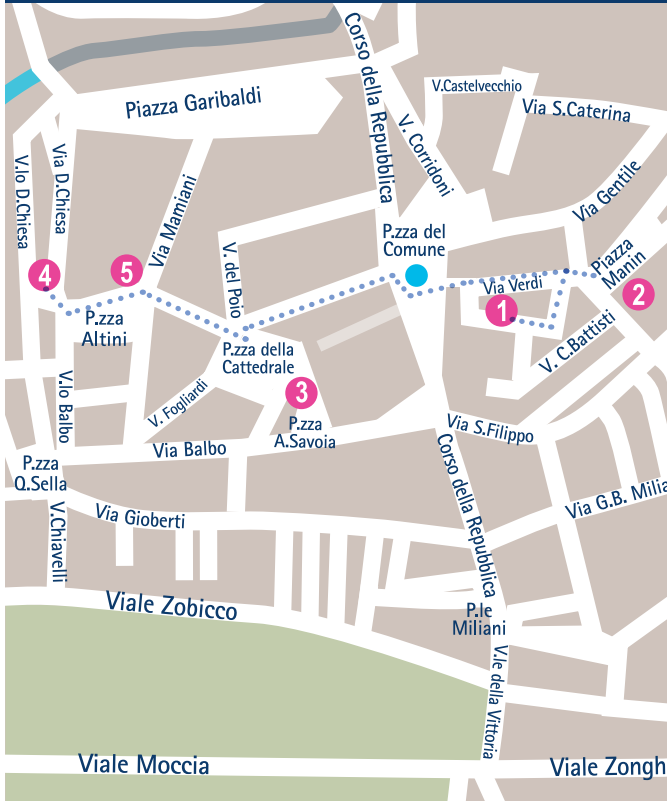 Corso della Repubblica
V.Castelvecchio
Piazza Garibaldi
Via S.Caterina
V. Corridoni
V.lo D.Chiesa
Via D.Chiesa
Via Mamiani
Via Gentile
V. del Poio
P.zza del
Comune
Piazza
Manin
4
5
Via Verdi
2
1
P.zza
Altini
V. C.Battisti
P.zza della
Cattedrale
3
V.lo Balbo
V. Fogliardi
P.zza
A.Savoia
Via S.Filippo
Via Balbo
P.zza
Q.Sella
Corso della Repubblica
Via G.B. Milia
V.Chiavelli
Via Gioberti
Viale Zobicco
P.le
Miliani
V.le della Vittoria
Viale Moccia
Viale Zongh